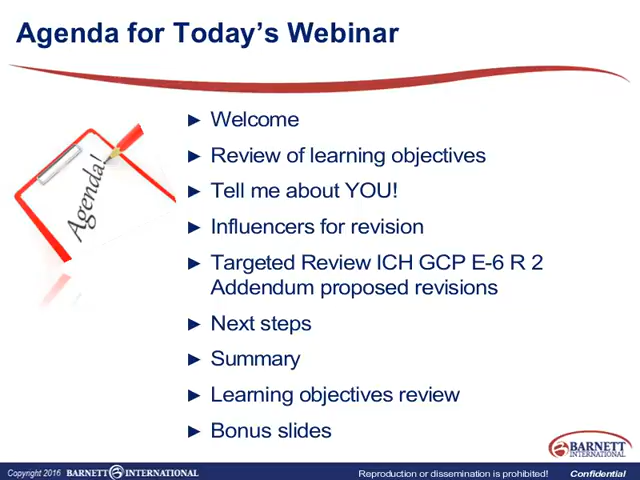 Agenda for Today's Webinar
Agenda!
► Welcome
► Review of learning objectives
► Tell me about YOU!
► Influencers for revision
► Targeted Review ICH GCP E-6 R 2
Addendum proposed revisions
► Next steps
► Summary
► Learning objectives review
► Bonus slides
BARNETT
INTERNATIONAL
Copyright 2016 BARNETT INTERNATIONAL
Reproduction or dissemination is prohibited! Confidential